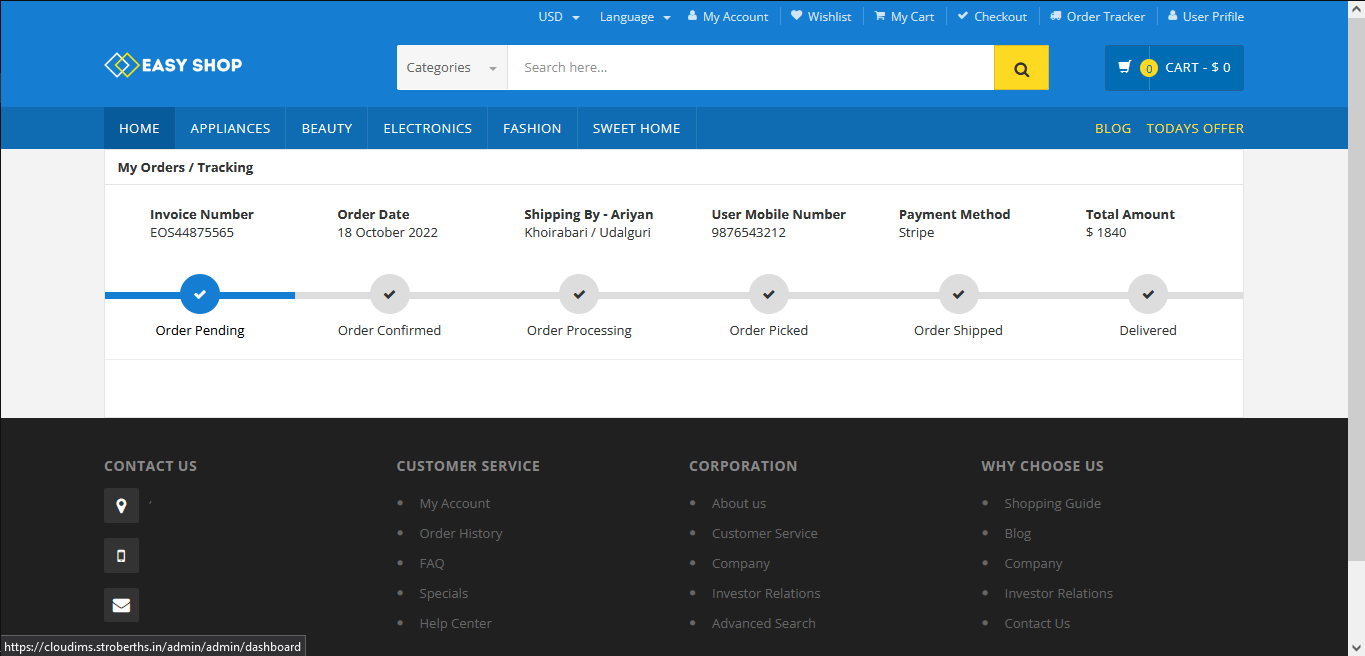 USD Language My Account Wishlist My Cart Checkout Order Tracker User Prifile
EASY SHOP Categories Search here... 0 CART - $ 0
HOME APPLIANCES BEAUTY ELECTRONICS FASHION SWEET HOME BLOG TODAYS OFFER
My Orders / Tracking
Invoice Number Order Date Shipping By - Ariyan User Mobile Number Payment Method Total Amount
EOS44875565 18 October 2022 Khoirabari / Udalguri 9876543212 Stripe $ 1840
Order Pending Order Confirmed Order Processing Order Picked Order Shipped Delivered
CONTACT US CUSTOMER SERVICE CORPORATION WHY CHOOSE US
, My Account About us Shopping Guide
Order History Customer Service Blog
FAQ Company Company
Specials Investor Relations Investor Relations
Help Center Advanced Search Contact Us
https://cloudims.stroberths.in/admin/admin/dashboard